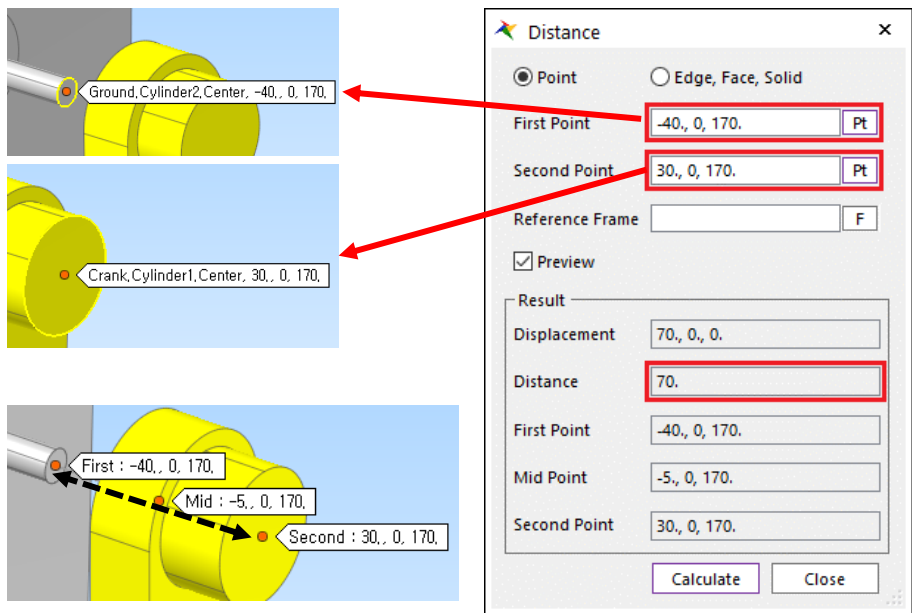 Ground,Cylinder2,Center, -40,, 0, 170,
Crank,Cylinder1,Center, 30,, 0, 170,
First : -40,, 0, 170,
Mid : -5,, 0, 170,
Second : 30,, 0, 170,
Distance
Point
Edge, Face, Solid
First Point
-40., 0, 170.
Pt
Second Point
30., 0, 170.
Pt
Reference Frame
F
Preview
Result
Displacement
70., 0., 0.
Distance
70.
First Point
-40., 0, 170.
Mid Point
-5., 0, 170.
Second Point
30., 0, 170.
Calculate
Close